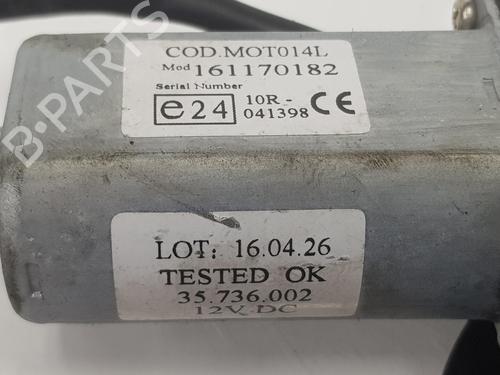 COD.MOT014L
Mod 161170182
Serial Number
e24 10R -
041398 CE
LOT: 16.04.26
TESTED OK
35.736.002
12V DC
B-PARTS